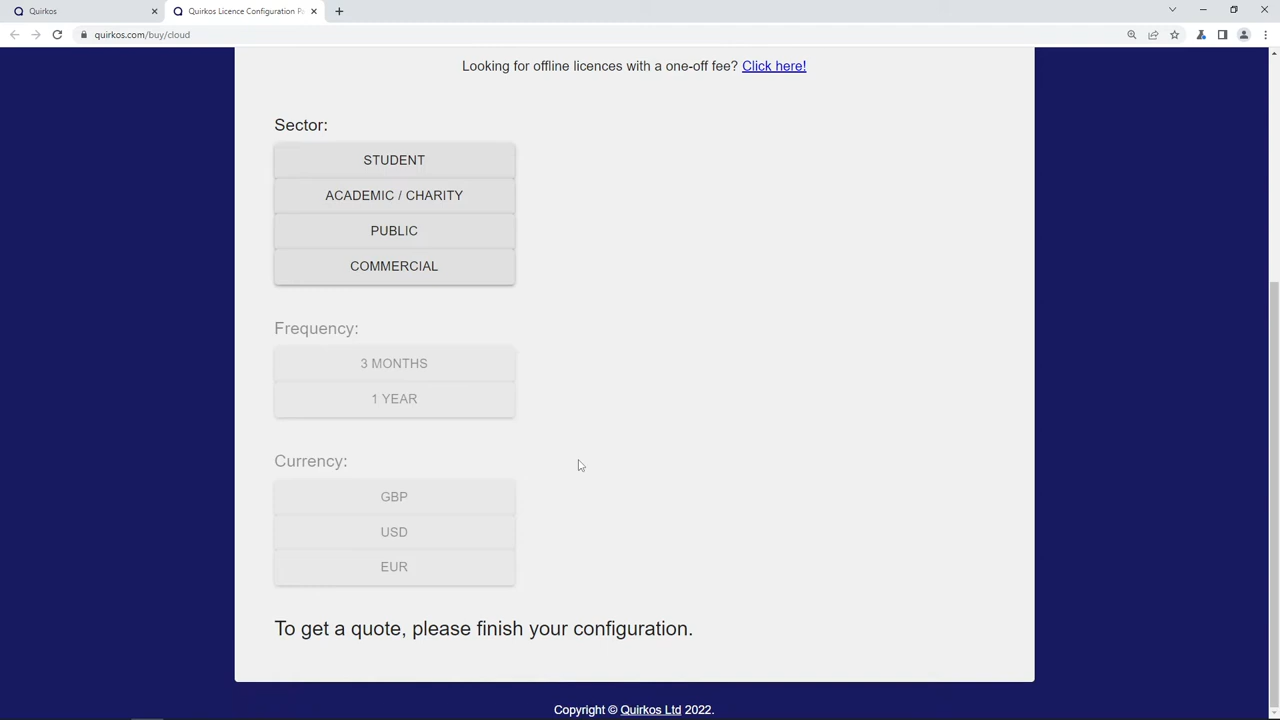 Quirkos
Quirkos Licence Configuration P
quirkos.com/buy/cloud
Looking for offline licences with a one-off fee? Click here!
Sector:
STUDENT
ACADEMIC / CHARITY
PUBLIC
COMMERCIAL
Frequency:
3 MONTHS
1 YEAR
Currency:
GBP
USD
EUR
To get a quote, please finish your configuration.
Copyright © Quirkos Ltd 2022.